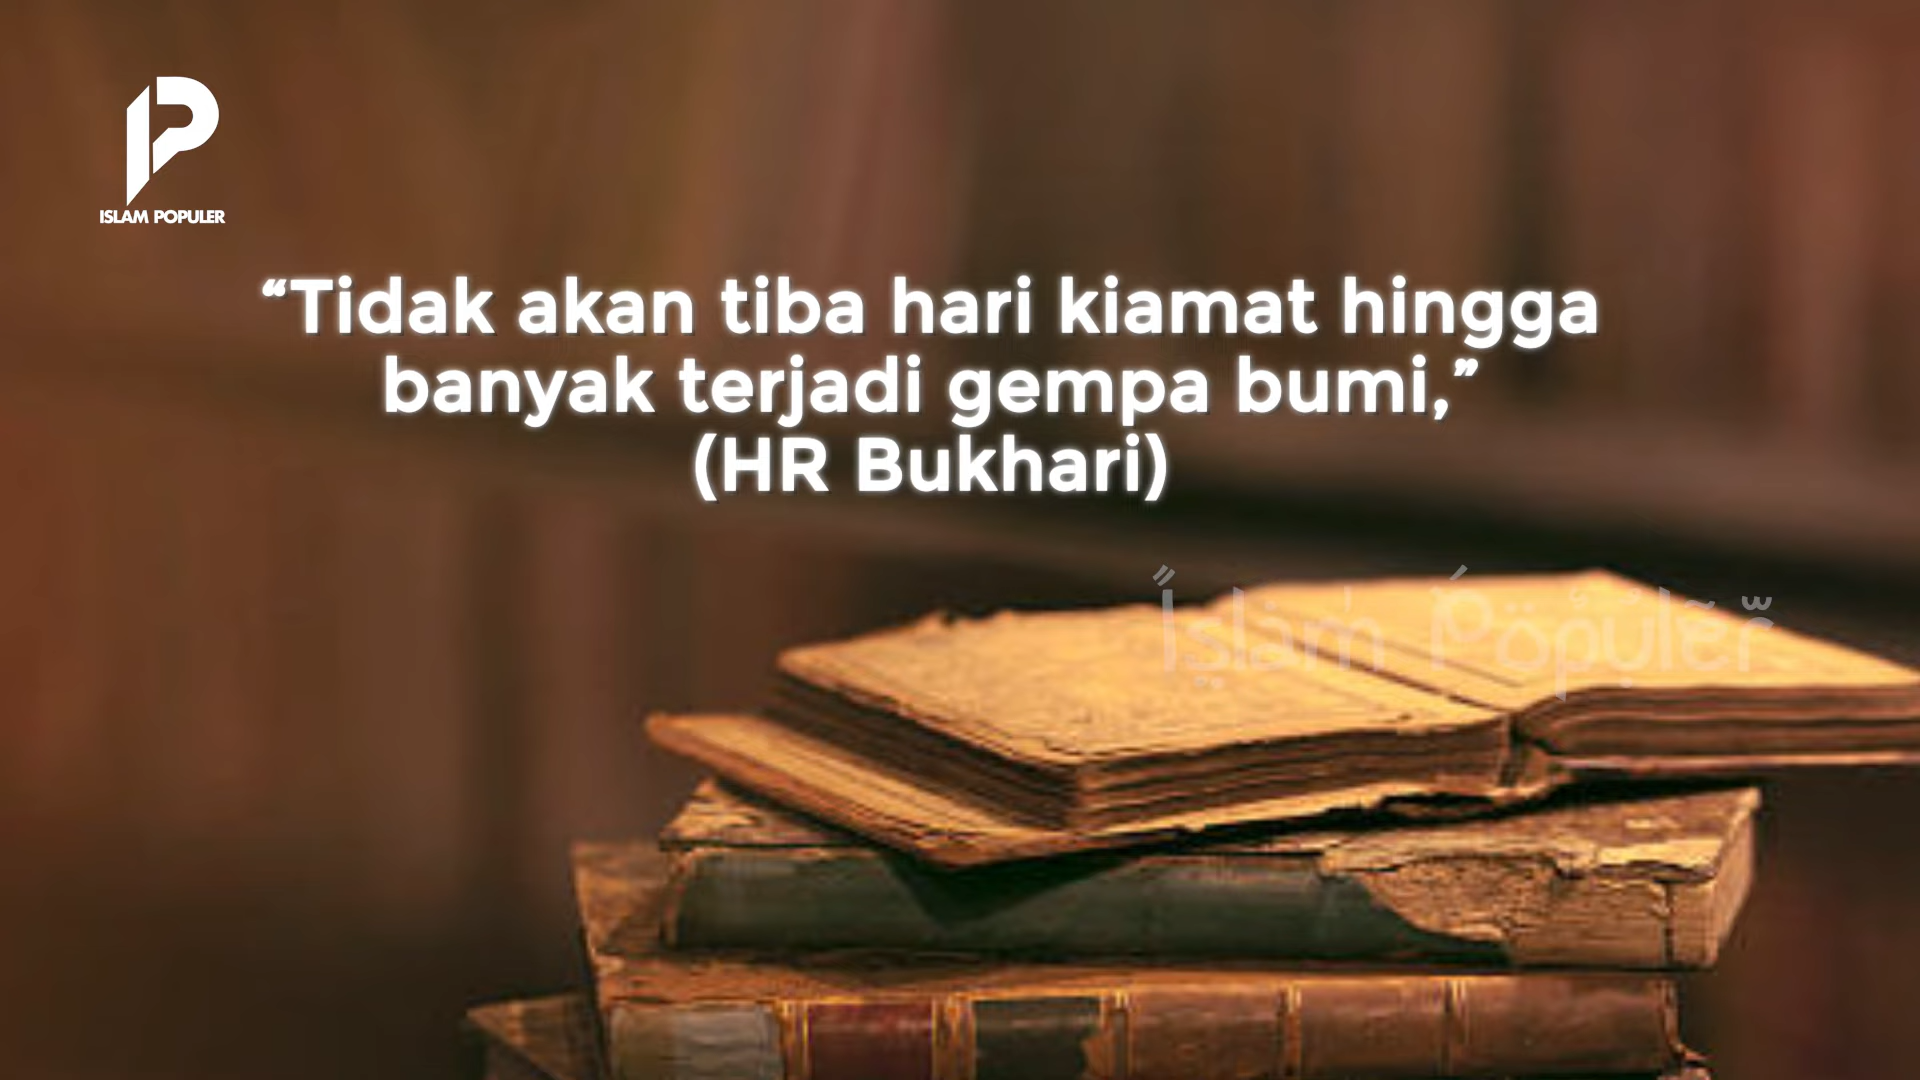 ISLAM POPULER
“Tidak akan tiba hari kiamat hingga
banyak terjadi gempa bumi,”
(HR Bukhari)
Islam Populer